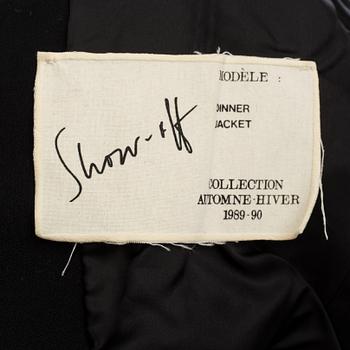 Show-off
MODÈLE :
DINNER
JACKET
COLLECTION
AUTOMNE-HIVER
1989-90